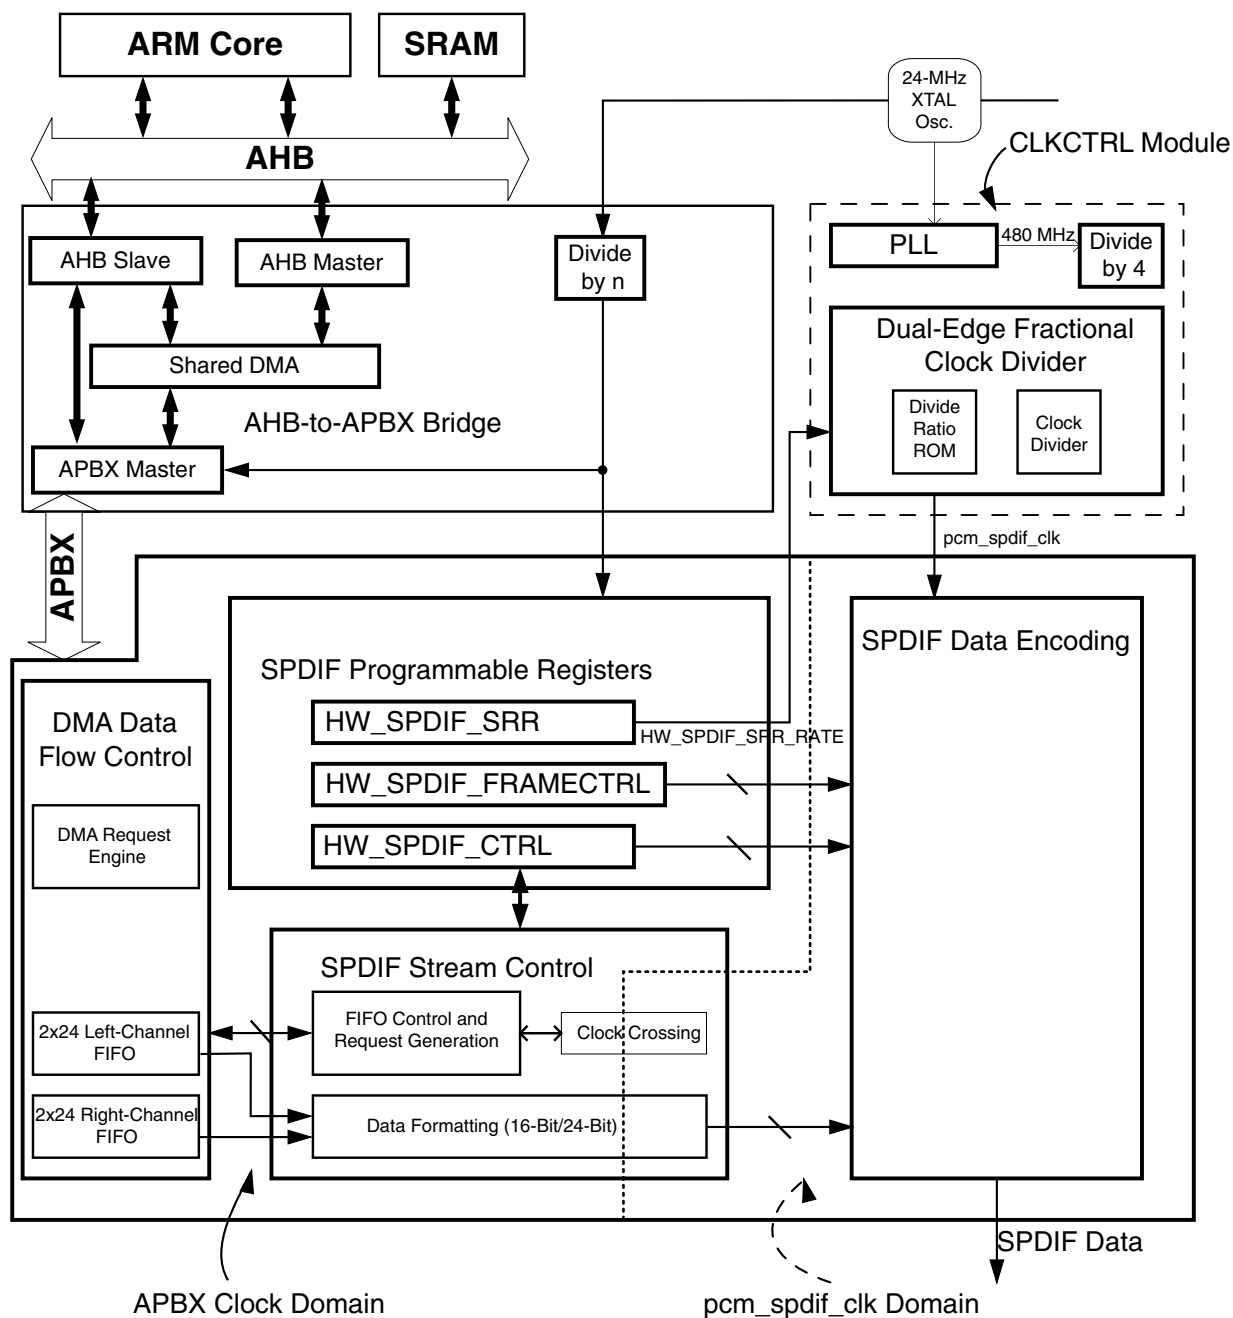 ARM Core
SRAM
24-MHz
XTAL
Osc.
CLKCTRL Module
AHB
PLL
480 MHz
Divide
by 4
AHB Slave
AHB Master
Divide
by n
Dual-Edge Fractional
Clock Divider
Shared DMA
Divide
Ratio
ROM
Clock
Divider
AHB-to-APBX Bridge
APBX Master
pcm_spdif_clk
APBX
SPDIF Data Encoding
SPDIF Programmable Registers
DMA Data
Flow Control
HW_SPDIF_SRR
HW_SPDIF_SRR_RATE
HW_SPDIF_FRAMECTRL
DMA Request
Engine
HW_SPDIF_CTRL
SPDIF Stream Control
2x24 Left-Channel
FIFO
FIFO Control and
Request Generation
Clock Crossing
2x24 Right-Channel
FIFO
Data Formatting (16-Bit/24-Bit)
SPDIF Data
APBX Clock Domain
pcm_spdif_clk Domain